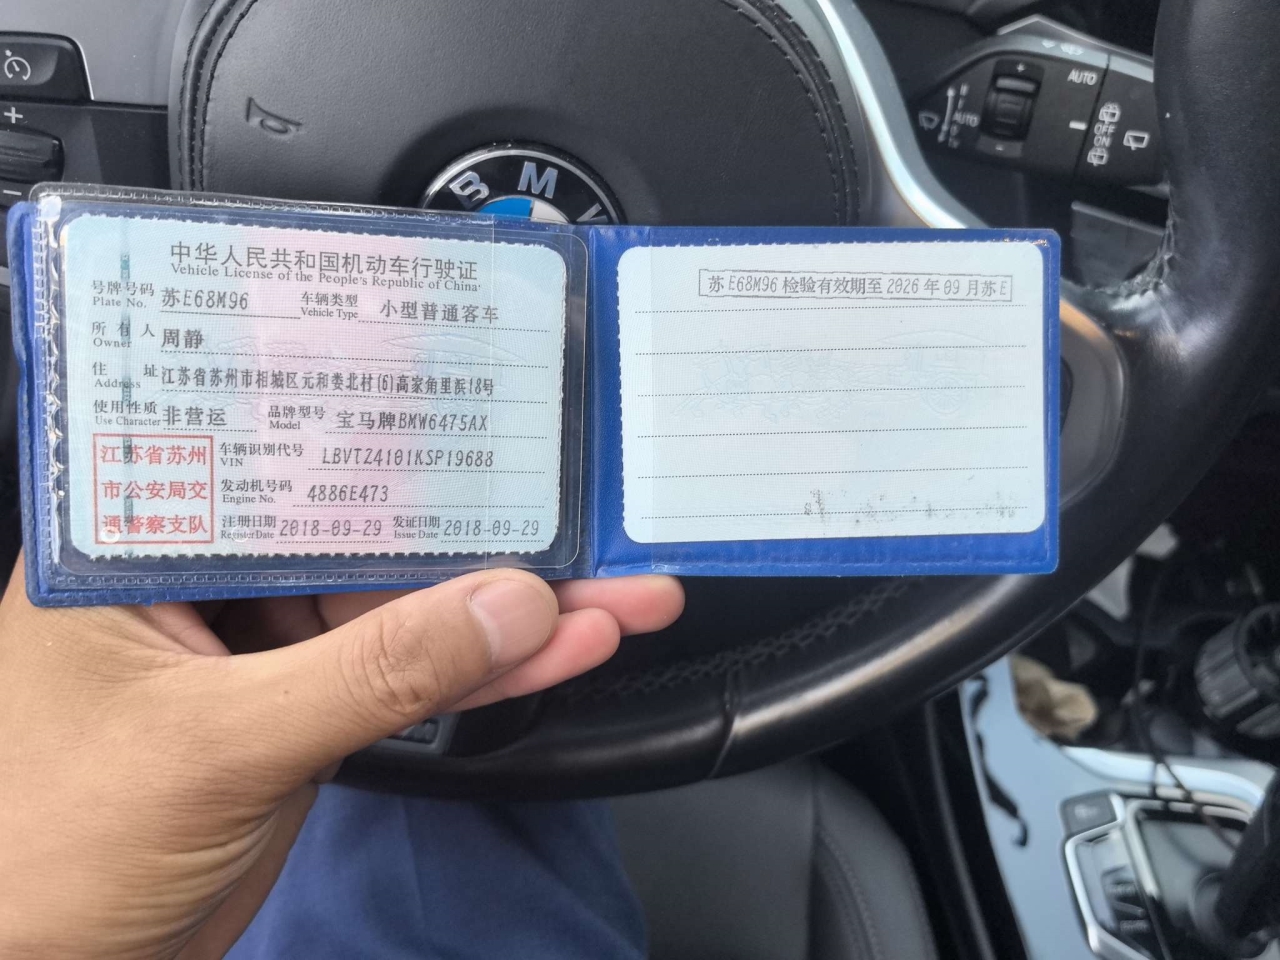 中华人民共和国机动车行驶证
Vehicle License of the People's Republic of China
号牌号码 苏E68M96 车辆类型 小型普通客车
Plate No. Vehicle Type
所有人 周静
Owner
住址 江苏省苏州市相城区元和娄北村(6)高家角里浜18号
Address
使用性质 非营运 品牌型号 宝马牌BMW6475AX
Use Character Model
江苏省苏州
市公安局交
通警察支队
车辆识别代号 LBVTZ4101KSP19688
VIN
发动机号码 4886E473
Engine No.
注册日期 2018-09-29 发证日期 2018-09-29
Register Date Issue Date
苏E68M96 检验有效期至 2026 年 09 月苏E
BMW
AUTO
AUTO
OFF
ON